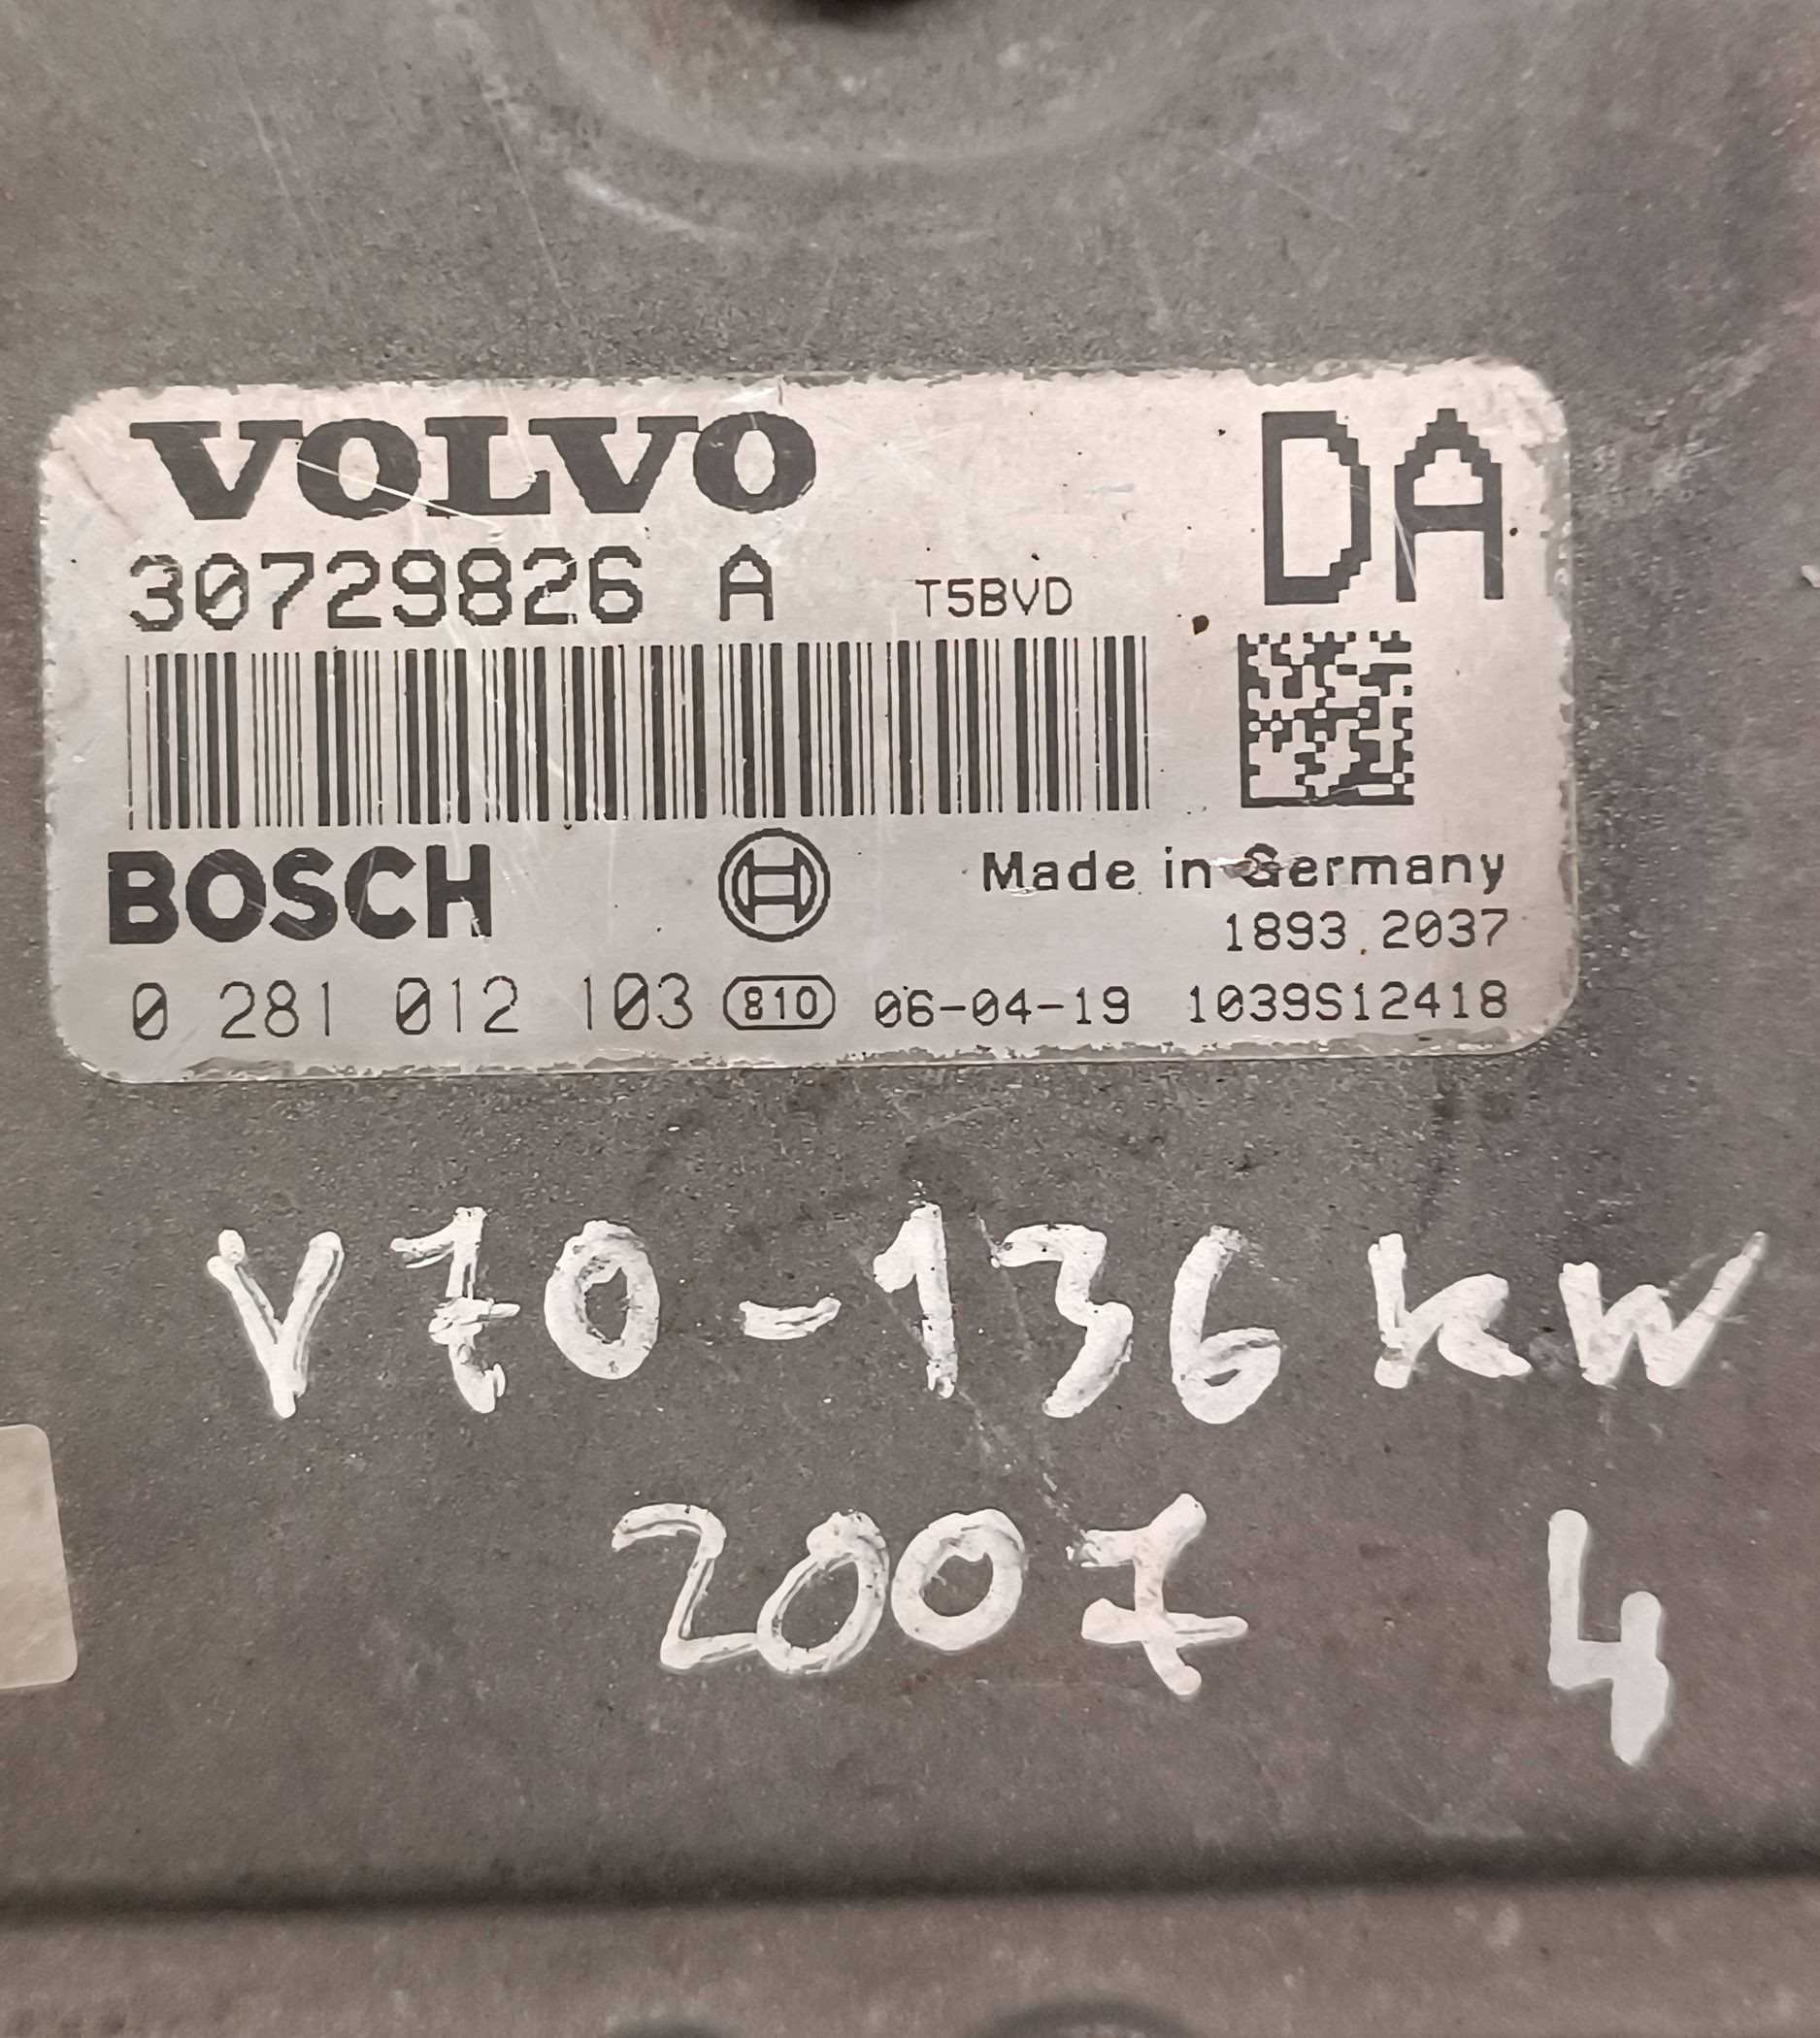 VOLVO
DA
30729826 A T5BVD
BOSCH Made in Germany
1893 2037
0 281 012 103 810 06-04-19 1039S12418
V70-136kW
2007 4